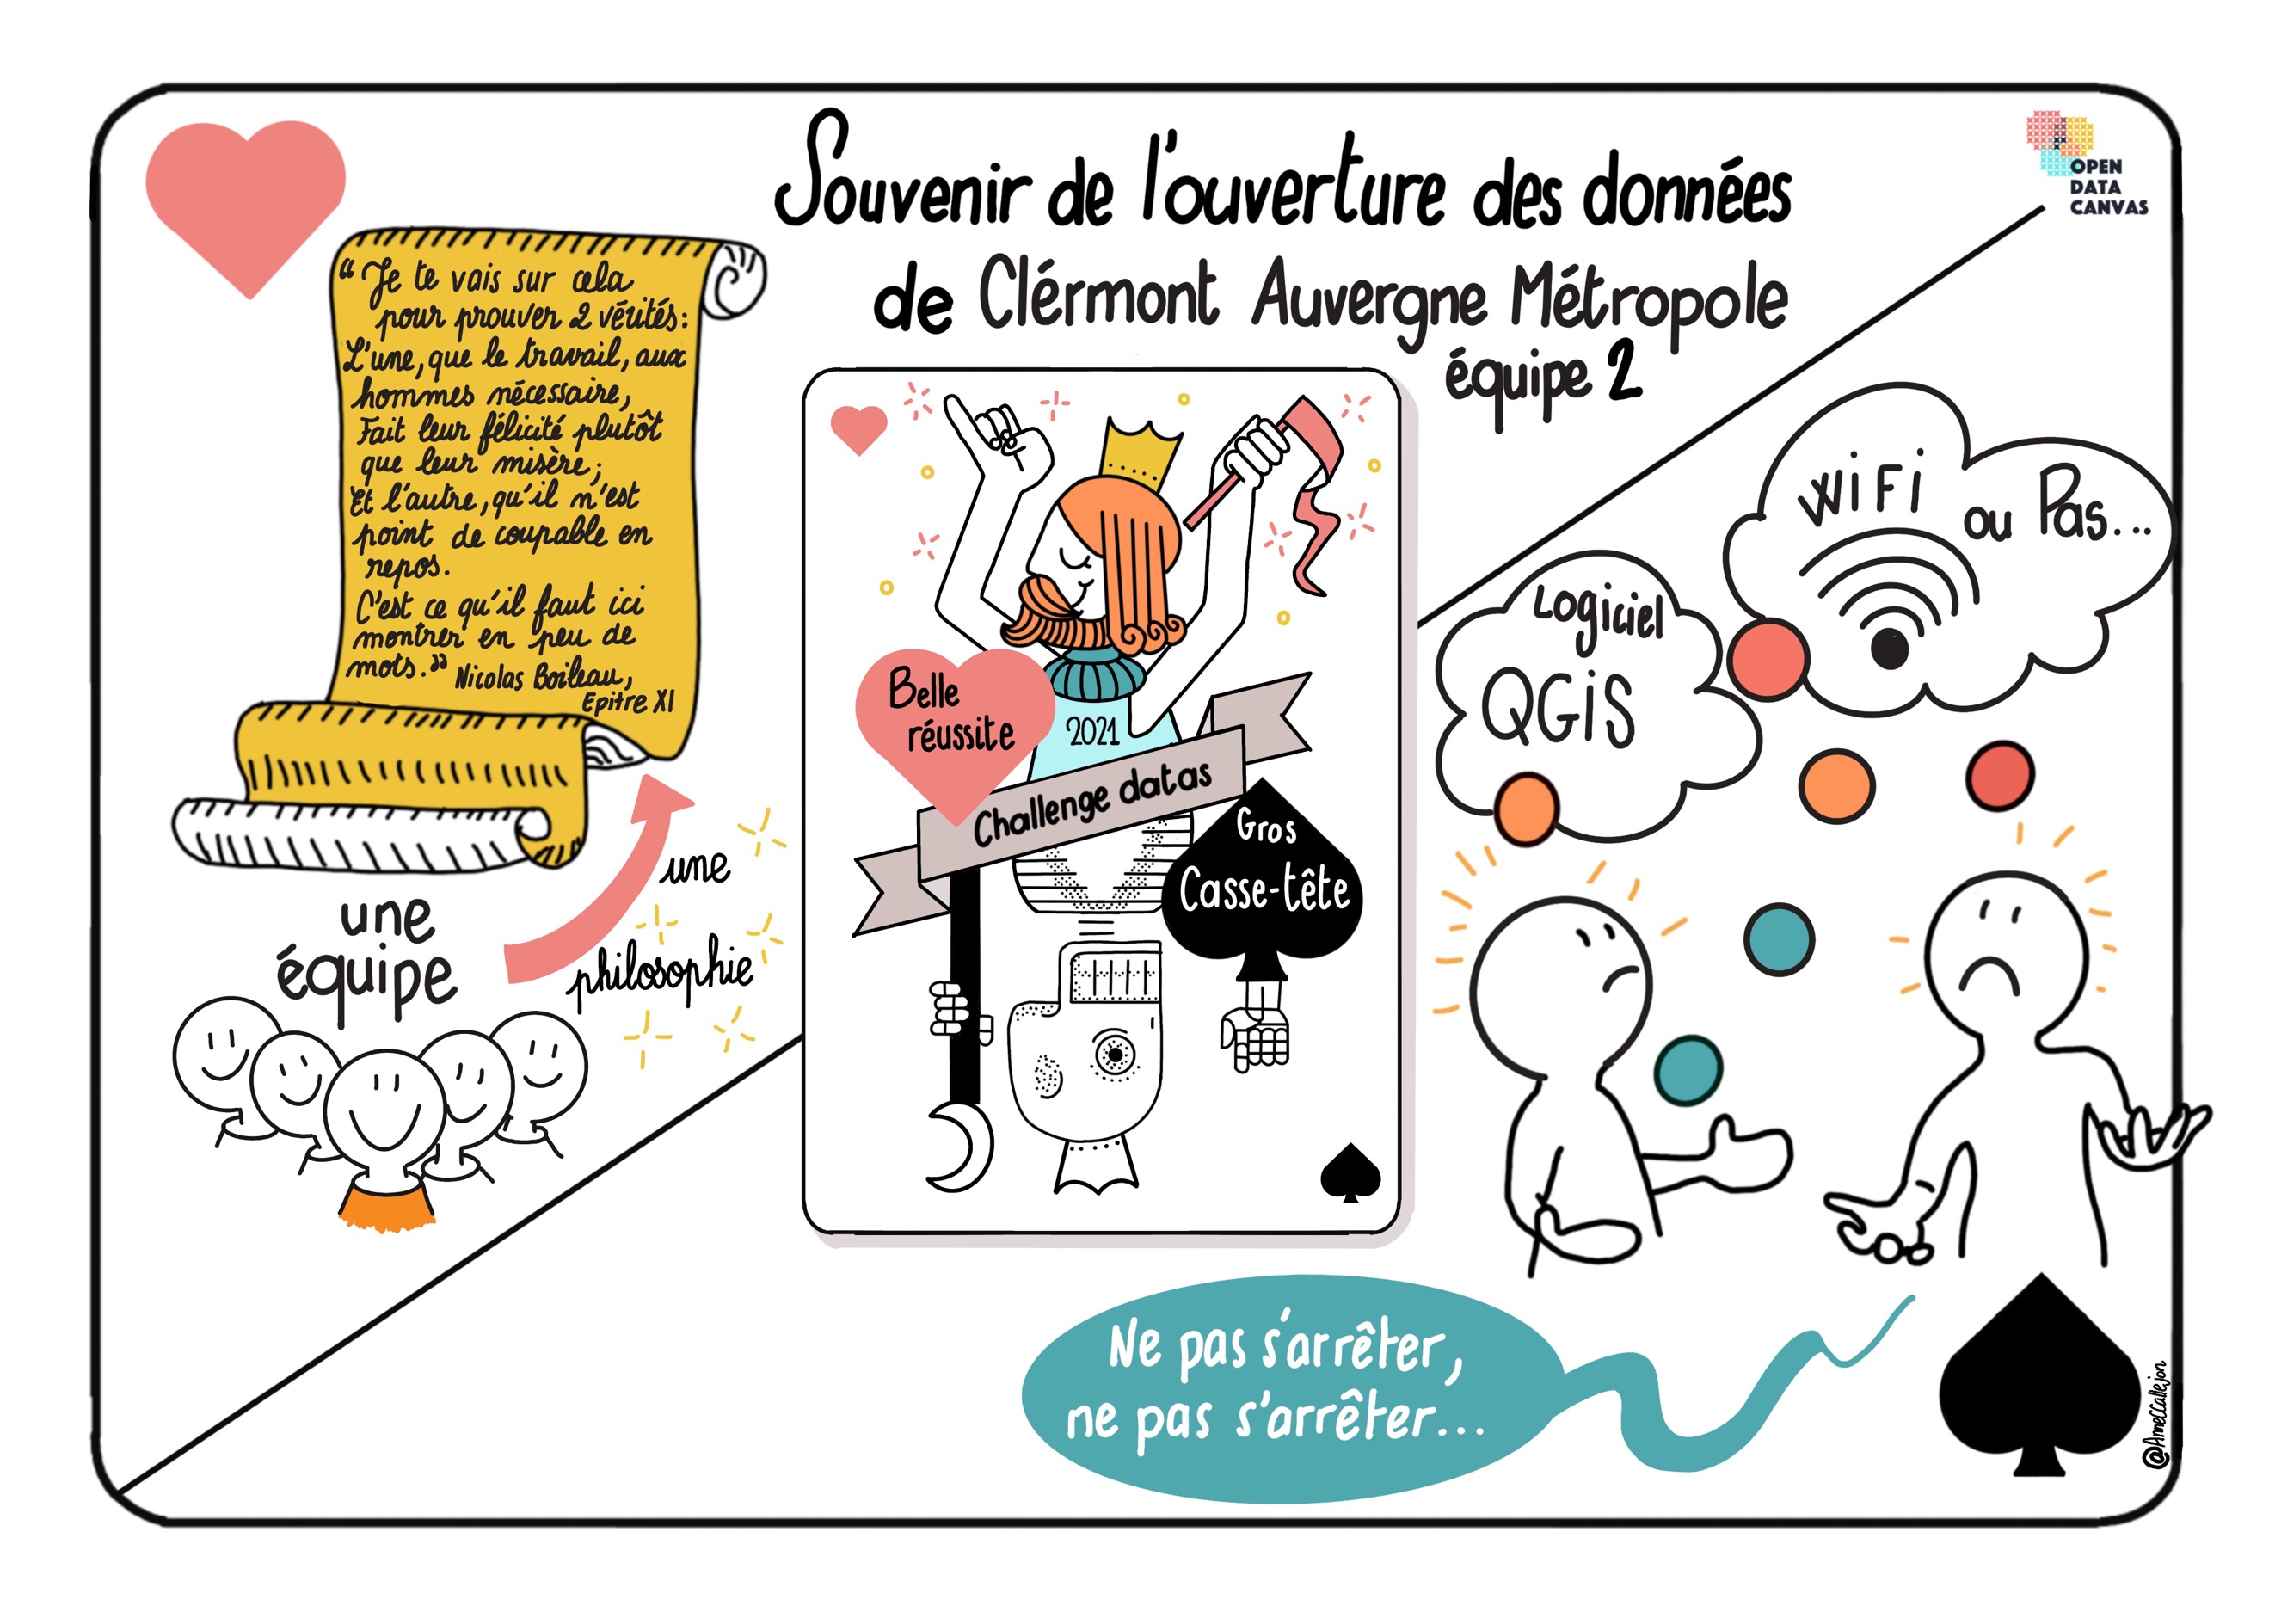 Souvenir de l'ouverture des données
de Clérmont Auvergne Métropole
équipe 2
OPEN
DATA
CANVAS
“Je te vais sur cela
pour prouver 2 vérités:
L'une, que le travail, aux
hommes nécessaire,
Fait leur félicité plutôt
que leur misère;
Et l'autre, qu'il n'est
point de coupable en
repos.
C'est ce qu'il faut ici
montrer en peu de
mots.”
Nicolas Boileau,
Epitre XI
une
équipe
une
philosophie
Belle
réussite
2021
Challenge datas
Gros
Casse-tête
Logiciel
QGiS
WiFi
ou Pas...
Ne pas s'arrêter,
ne pas s'arrêter...
@AnneCCallejon